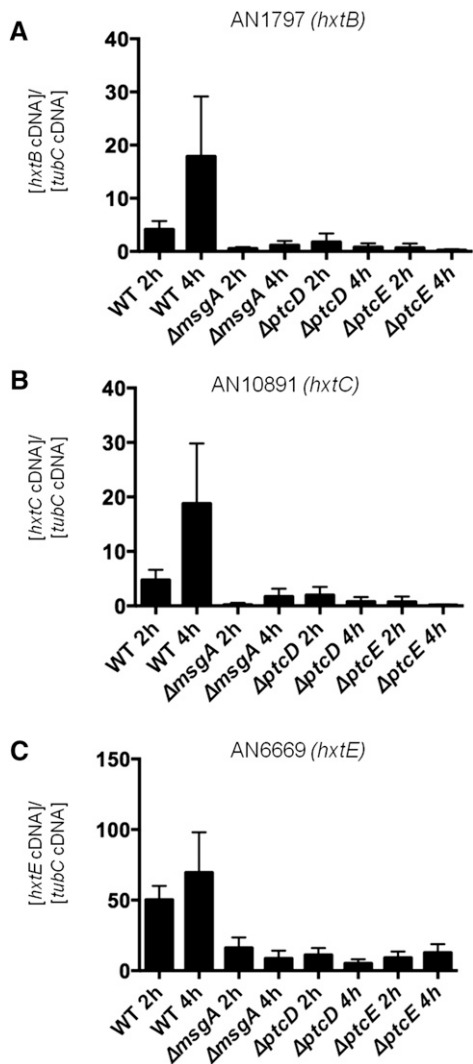 A
AN1797 (hxtB)
[hxtB cDNA]/
[tubC cDNA]
40
30
20
10
0
WT 2h
WT 4h
ΔmsgA 2h
ΔmsgA 4h
ΔptcD 2h
ΔptcD 4h
ΔptcE 2h
ΔptcE 4h
B
AN10891 (hxtC)
[hxtC cDNA]/
[tubC cDNA]
40
30
20
10
0
WT 2h
WT 4h
ΔmsgA 2h
ΔmsgA 4h
ΔptcD 2h
ΔptcD 4h
ΔptcE 2h
ΔptcE 4h
C
AN6669 (hxtE)
[hxtE cDNA]/
[tubC cDNA]
150
100
50
0
WT 2h
WT 4h
ΔmsgA 2h
ΔmsgA 4h
ΔptcD 2h
ΔptcD 4h
ΔptcE 2h
ΔptcE 4h